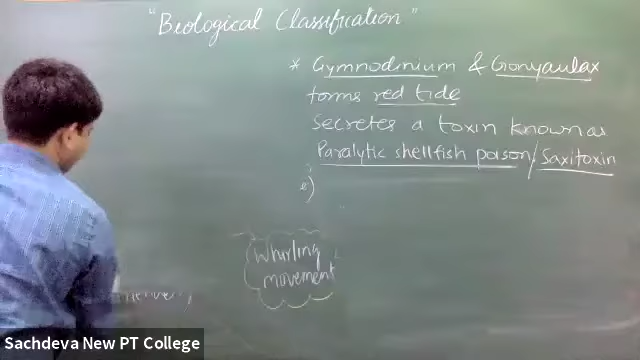 "Biological Classification"
* Gymnodinium & Gonyaulax
forms red tide
secretes a toxin known as
Paralytic shellfish poison/Saxitoxin
e)
Whirling
movement
Sachdeva New PT College